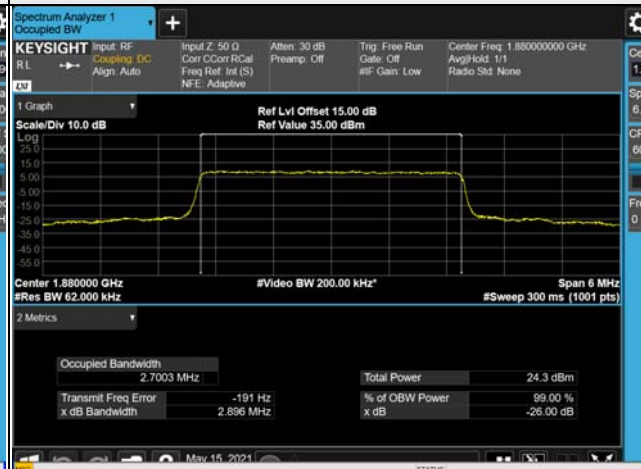 Spectrum Analyzer 1
Occupied BW
+
KEYSIGHT Input: RF
RL Coupling: DC
Align: Auto
LXI
Input Z: 50 Ω
Corr CCorr RCal
Freq Ref: Int (S)
NFE: Adaptive
Atten: 30 dB
Preamp: Off
Trig: Free Run
Gate: Off
#IF Gain: Low
Center Freq: 1.880000000 GHz
Avg|Hold: 1/1
Radio Std: None
1 Graph
Scale/Div 10.0 dB
Ref Lvl Offset 15.00 dB
Ref Value 35.00 dBm
Log
25.0
15.0
5.00
-5.00
-15.0
-25.0
-35.0
-45.0
-55.0
Center 1.880000 GHz
#Res BW 62.000 kHz
#Video BW 200.00 kHz*
Span 6 MHz
#Sweep 300 ms (1001 pts)
2 Metrics
Occupied Bandwidth
2.7003 MHz
Total Power 24.3 dBm
Transmit Freq Error -191 Hz
% of OBW Power 99.00 %
x dB Bandwidth 2.896 MHz
x dB -26.00 dB
May 15, 2021
MSG
STATUS